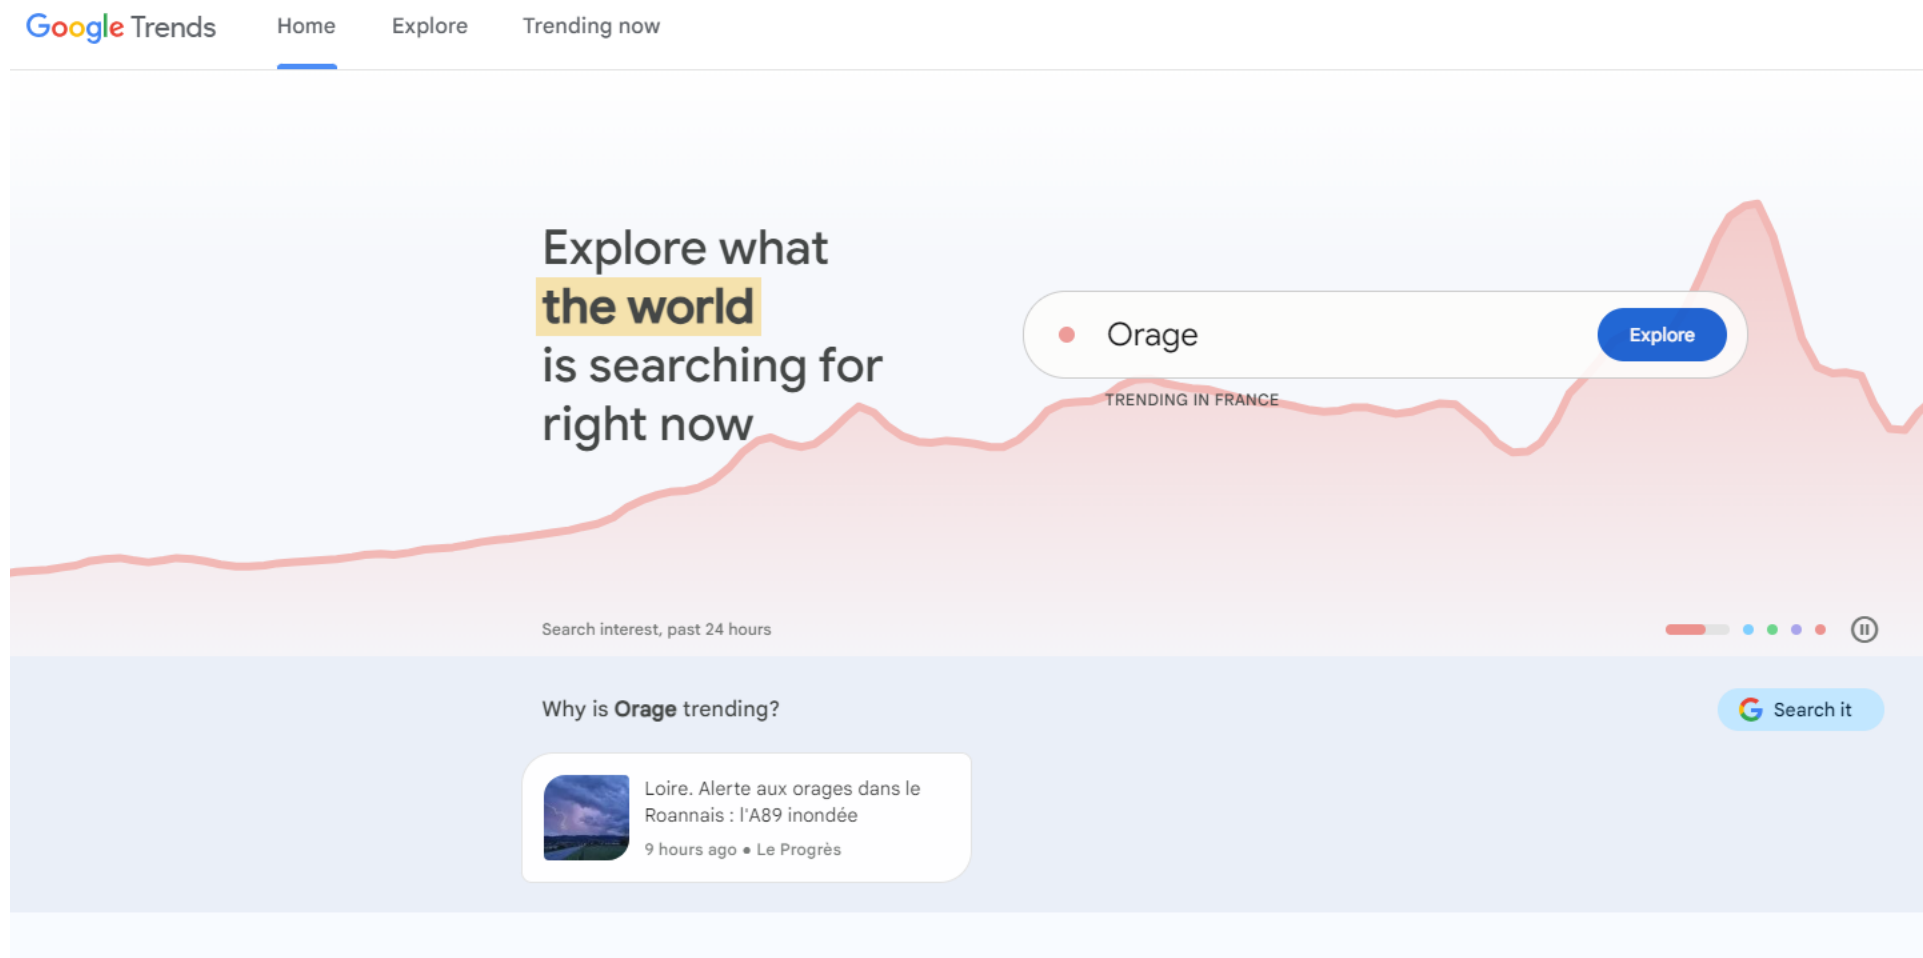 Google Trends
Home
Explore
Trending now
Explore what
the world
is searching for
right now
Orage
Explore
TRENDING IN FRANCE
Search interest, past 24 hours
Why is Orage trending?
Search it
Loire. Alerte aux orages dans le
Roannais : l'A89 inondée
9 hours ago • Le Progrès